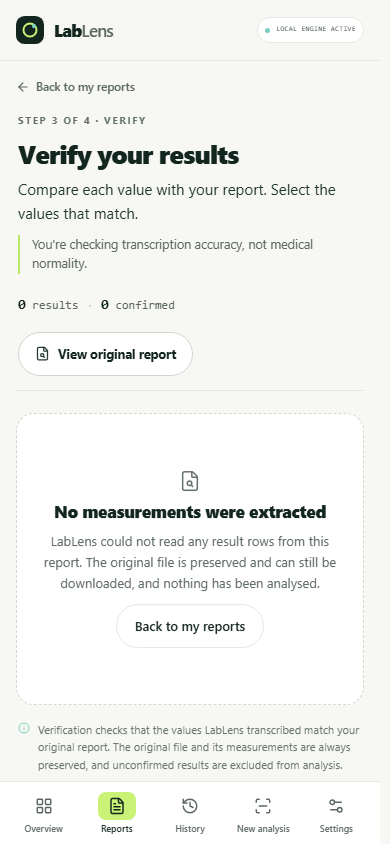 LabLens
LOCAL ENGINE ACTIVE
Back to my reports
STEP 3 OF 4 · VERIFY
Verify your results
Compare each value with your report. Select the
values that match.
You're checking transcription accuracy, not medical
normality.
0 results · 0 confirmed
View original report
No measurements were extracted
LabLens could not read any result rows from this
report. The original file is preserved and can still be
downloaded, and nothing has been analysed.
Back to my reports
Verification checks that the values LabLens transcribed match your
original report. The original file and its measurements are always
preserved, and unconfirmed results are excluded from analysis.
Overview Reports History New analysis Settings